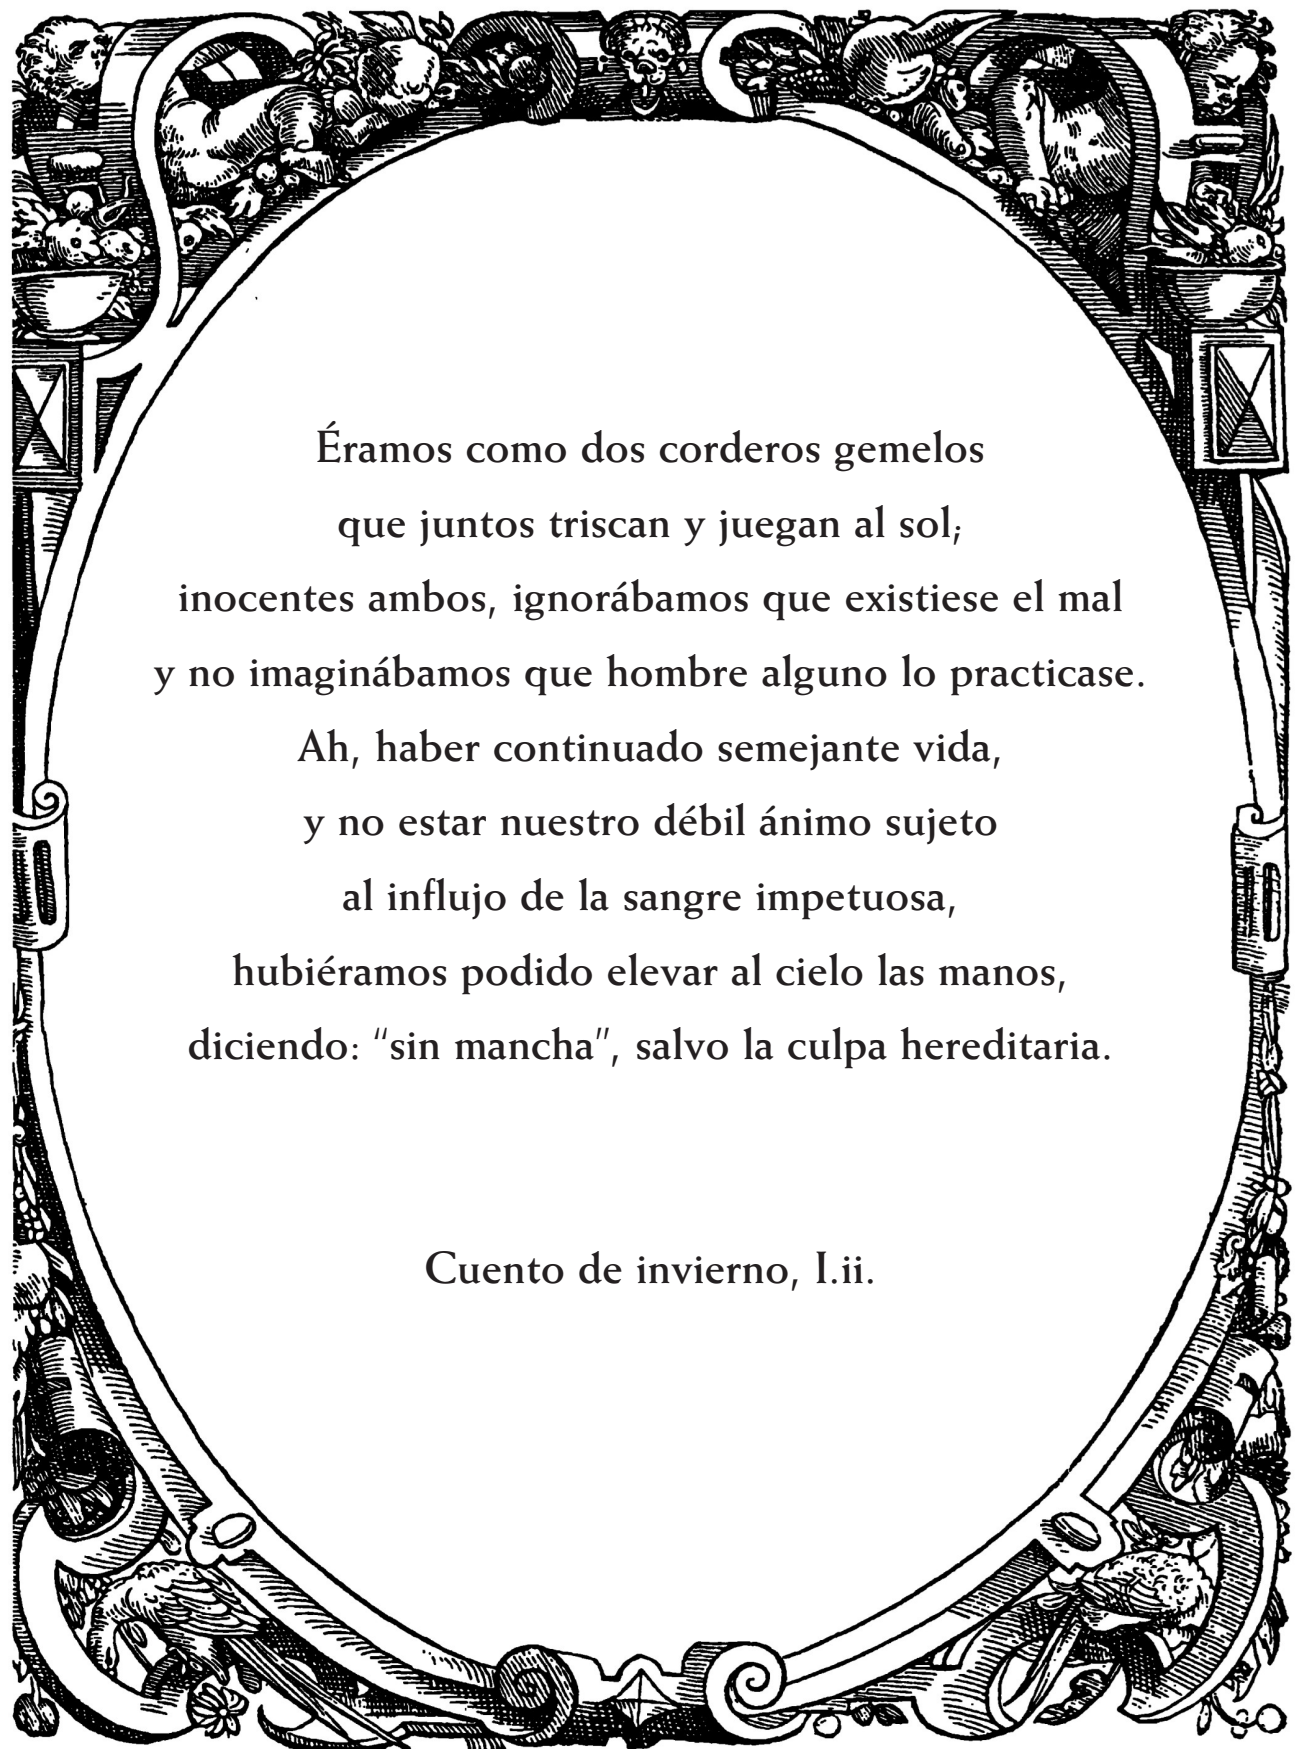 Éramos como dos corderos gemelos
que juntos triscan y juegan al sol;
inocentes ambos, ignorábamos que existiese el mal
y no imaginábamos que hombre alguno lo practicase.
Ah, haber continuado semejante vida,
y no estar nuestro débil ánimo sujeto
al influjo de la sangre impetuosa,
hubiéramos podido elevar al cielo las manos,
diciendo: “sin mancha”, salvo la culpa hereditaria.
Cuento de invierno, I.ii.